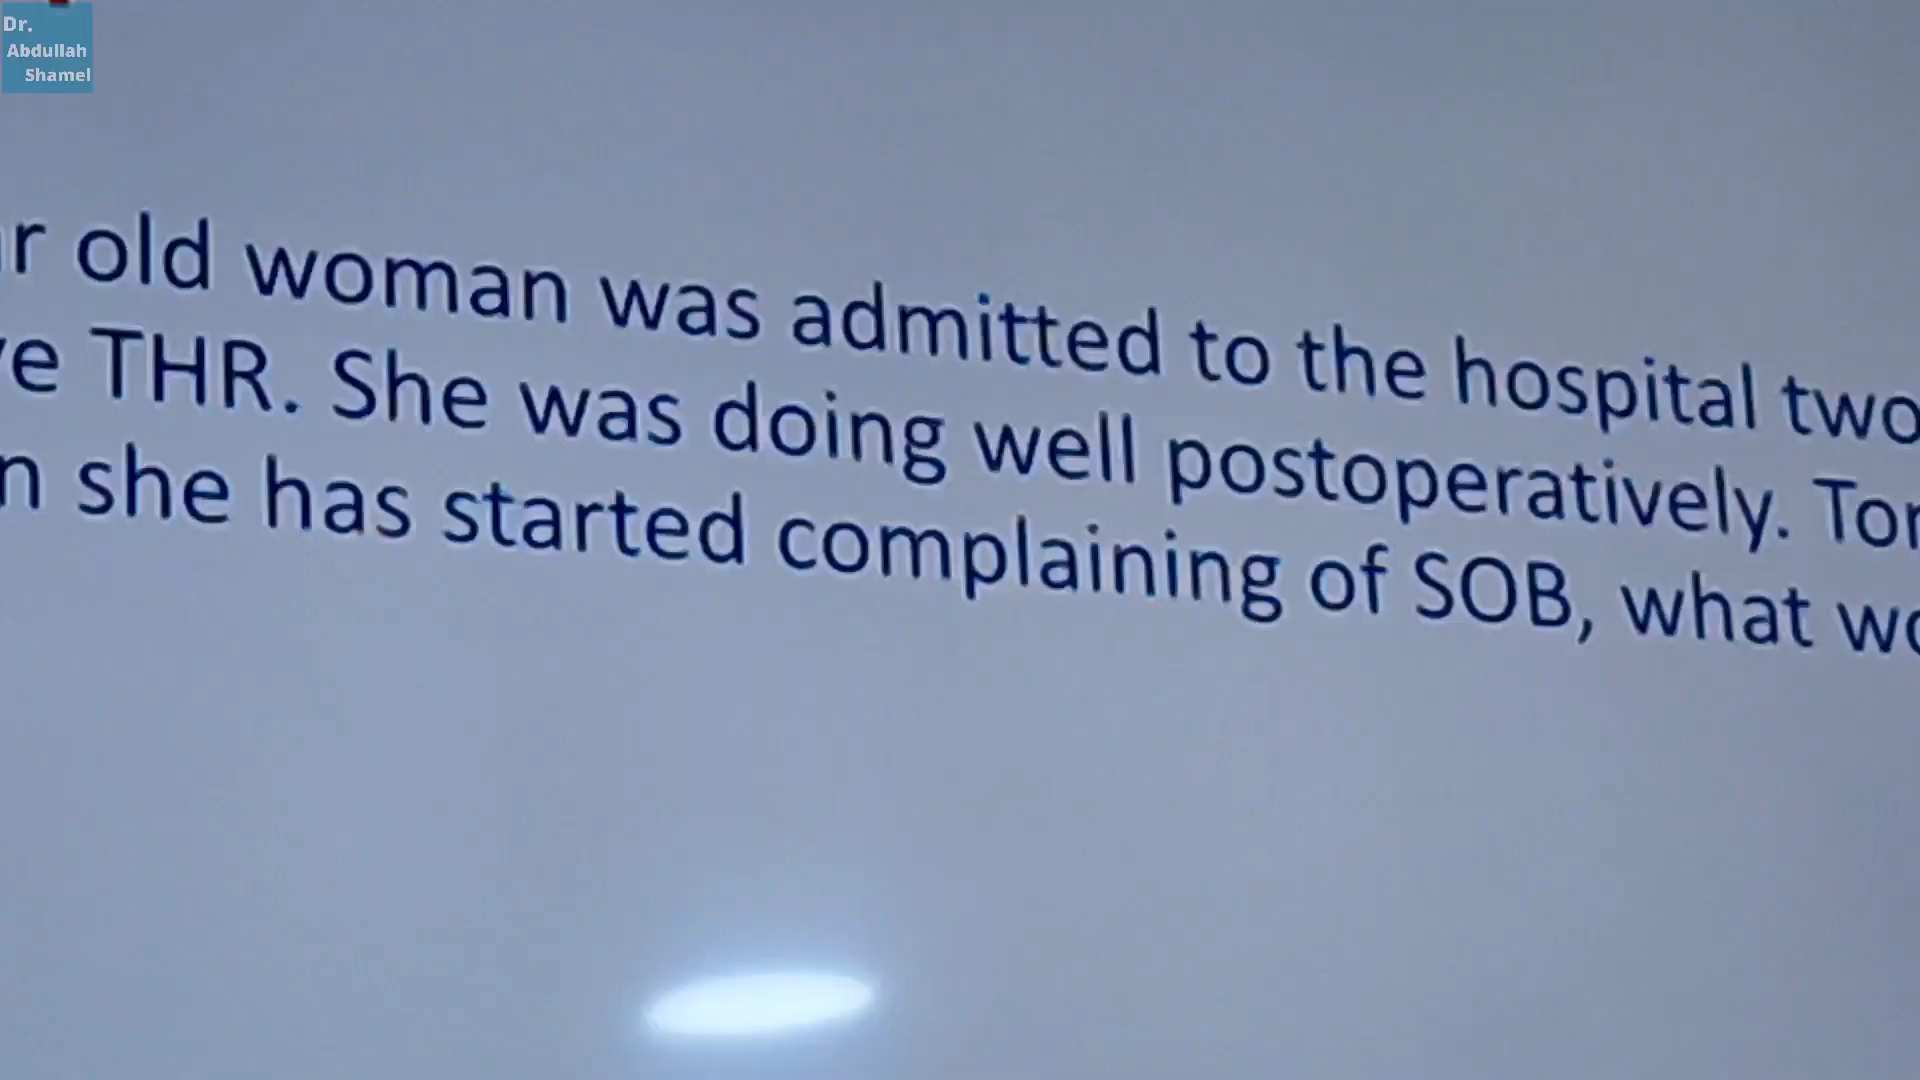 Dr.
Abdullah
Shamel
old woman was admitted to the hospital two
THR. She was doing well postoperatively.
she has started complaining of SOB, what